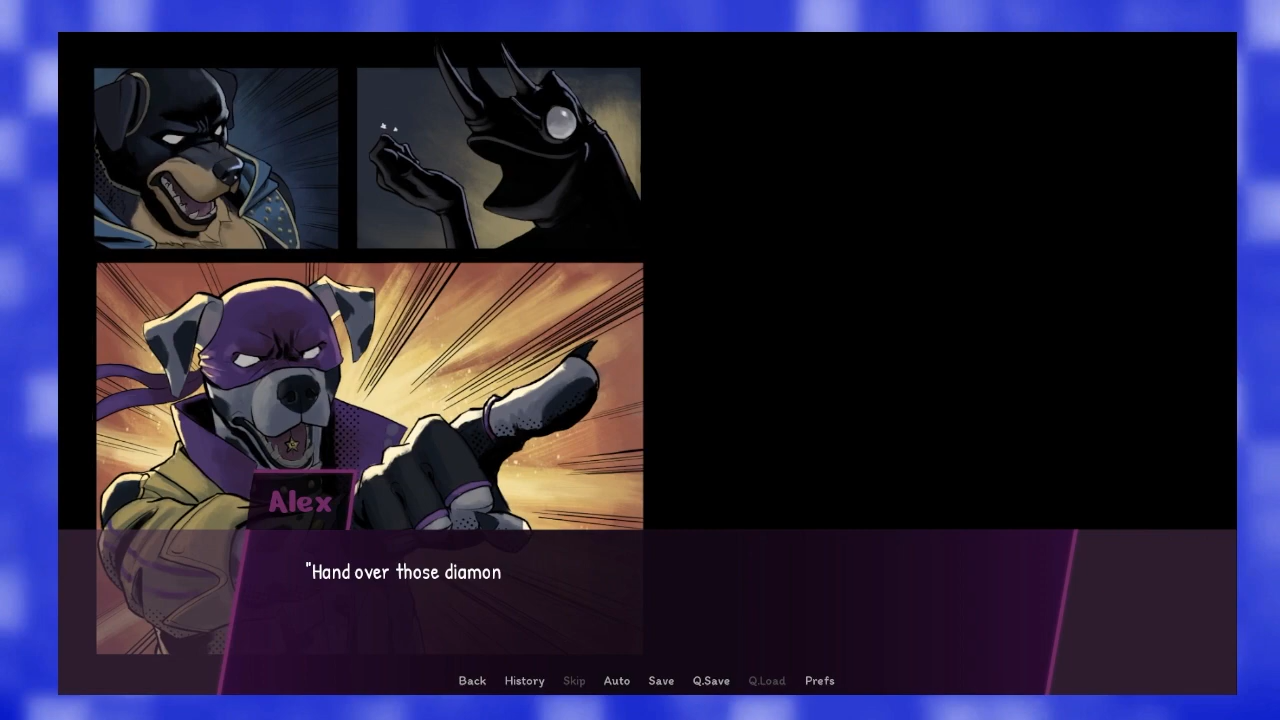 Alex
"Hand over those diamon
Back History Skip Auto Save Q.Save Q.Load Prefs